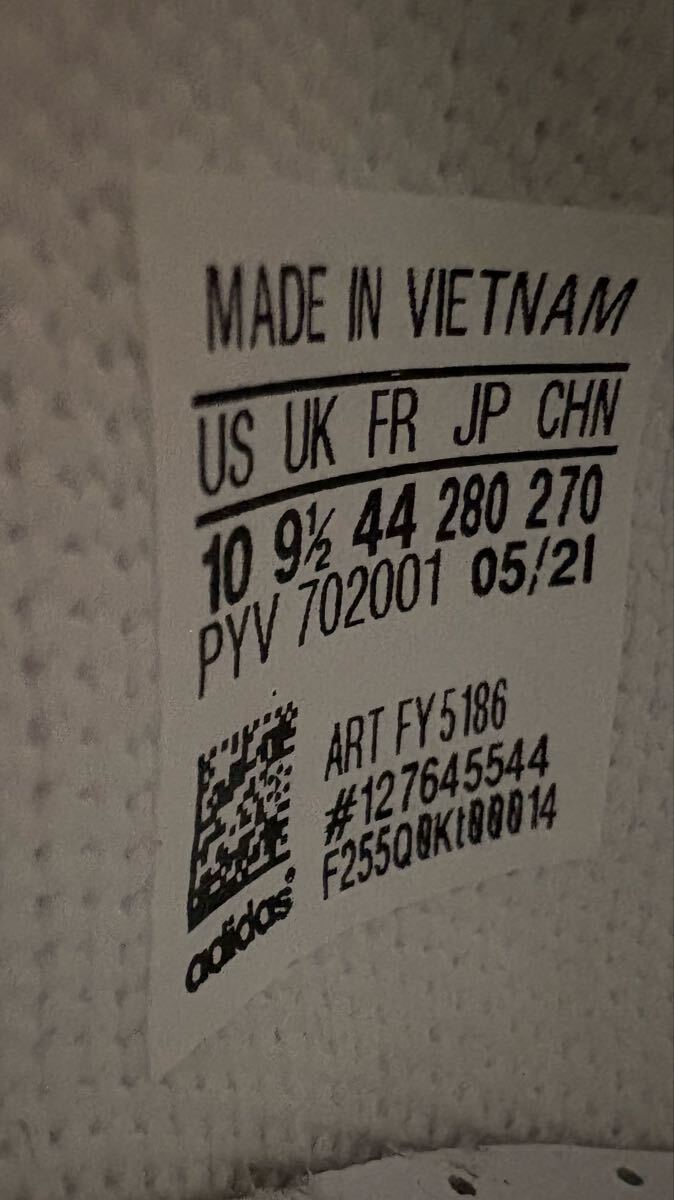 MADE IN VIETNAM
US UK FR JP CHN
10 9½ 44 280 270
PYV 702001 05/21
ART FY5186
#127645544
F255Q0Kt00014
adidas®